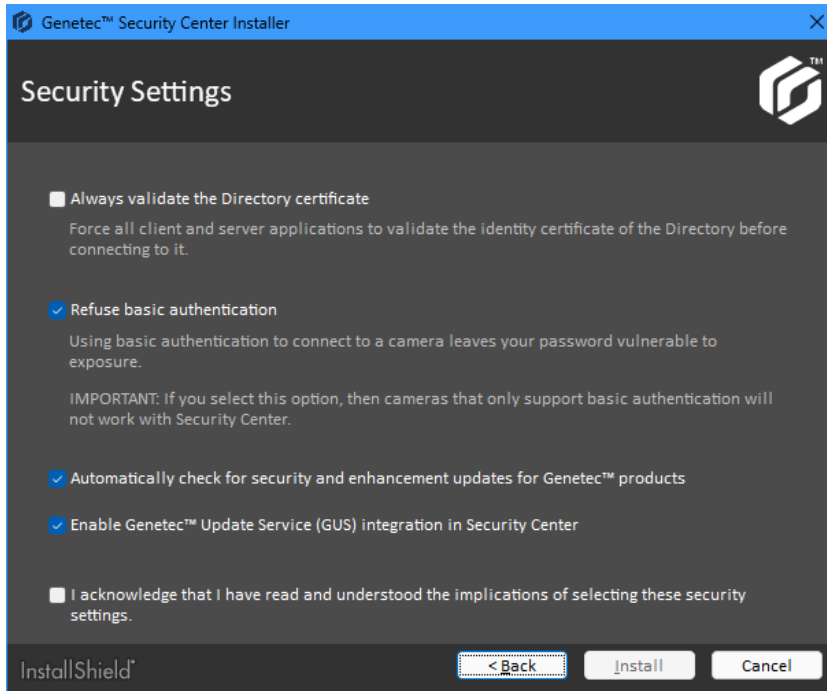 Genetec™ Security Center Installer
Security Settings
TM
Always validate the Directory certificate
Force all client and server applications to validate the identity certificate of the Directory before
connecting to it.
Refuse basic authentication
Using basic authentication to connect to a camera leaves your password vulnerable to
exposure.
IMPORTANT: If you select this option, then cameras that only support basic authentication will
not work with Security Center.
Automatically check for security and enhancement updates for Genetec™ products
Enable Genetec™ Update Service (GUS) integration in Security Center
I acknowledge that I have read and understood the implications of selecting these security
settings.
InstallShield
< Back
Install
Cancel